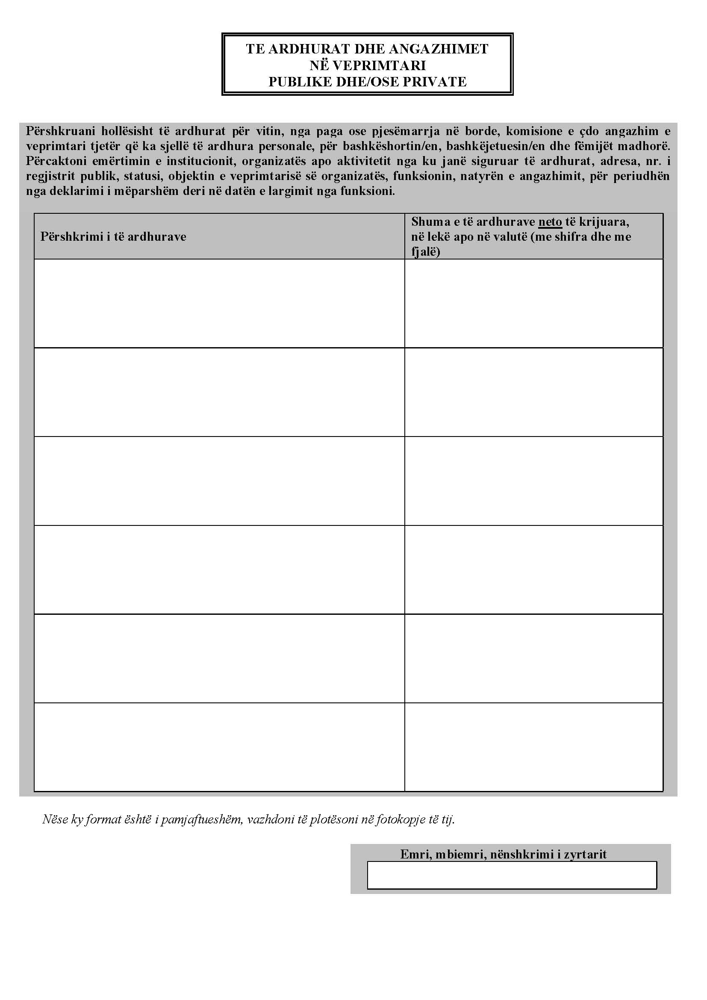 TE ARDHURAT DHE ANGAZHIMET
NË VEPRIMTARI
PUBLIKE DHE/OSE PRIVATE
Përshkruani hollësisht të ardhurat për vitin, nga paga ose pjesëmarrja në borde, komisione e çdo angazhim e
veprimtari tjetër që ka sjellë të ardhura personale, për bashkëshortin/en, bashkëjetuesin/en dhe fëmijët madhorë.
Përcaktoni emërtimin e institucionit, organizatës apo aktivitetit nga ku janë siguruar të ardhurat, adresa, nr. i
regjistrit publik, statusi, objektin e veprimtarisë së organizatës, funksionin, natyrën e angazhimit, për periudhën
nga deklarimi i mëparshëm deri në datën e largimit nga funksioni.
Përshkrimi i të ardhurave
Shuma e të ardhurave neto të krijuara,
në lekë apo në valutë (me shifra dhe me
fjalë)
Nëse ky format është i pamjaftueshëm, vazhdoni të plotësoni në fotokopje të tij.
Emri, mbiemri, nënshkrimi i zyrtarit